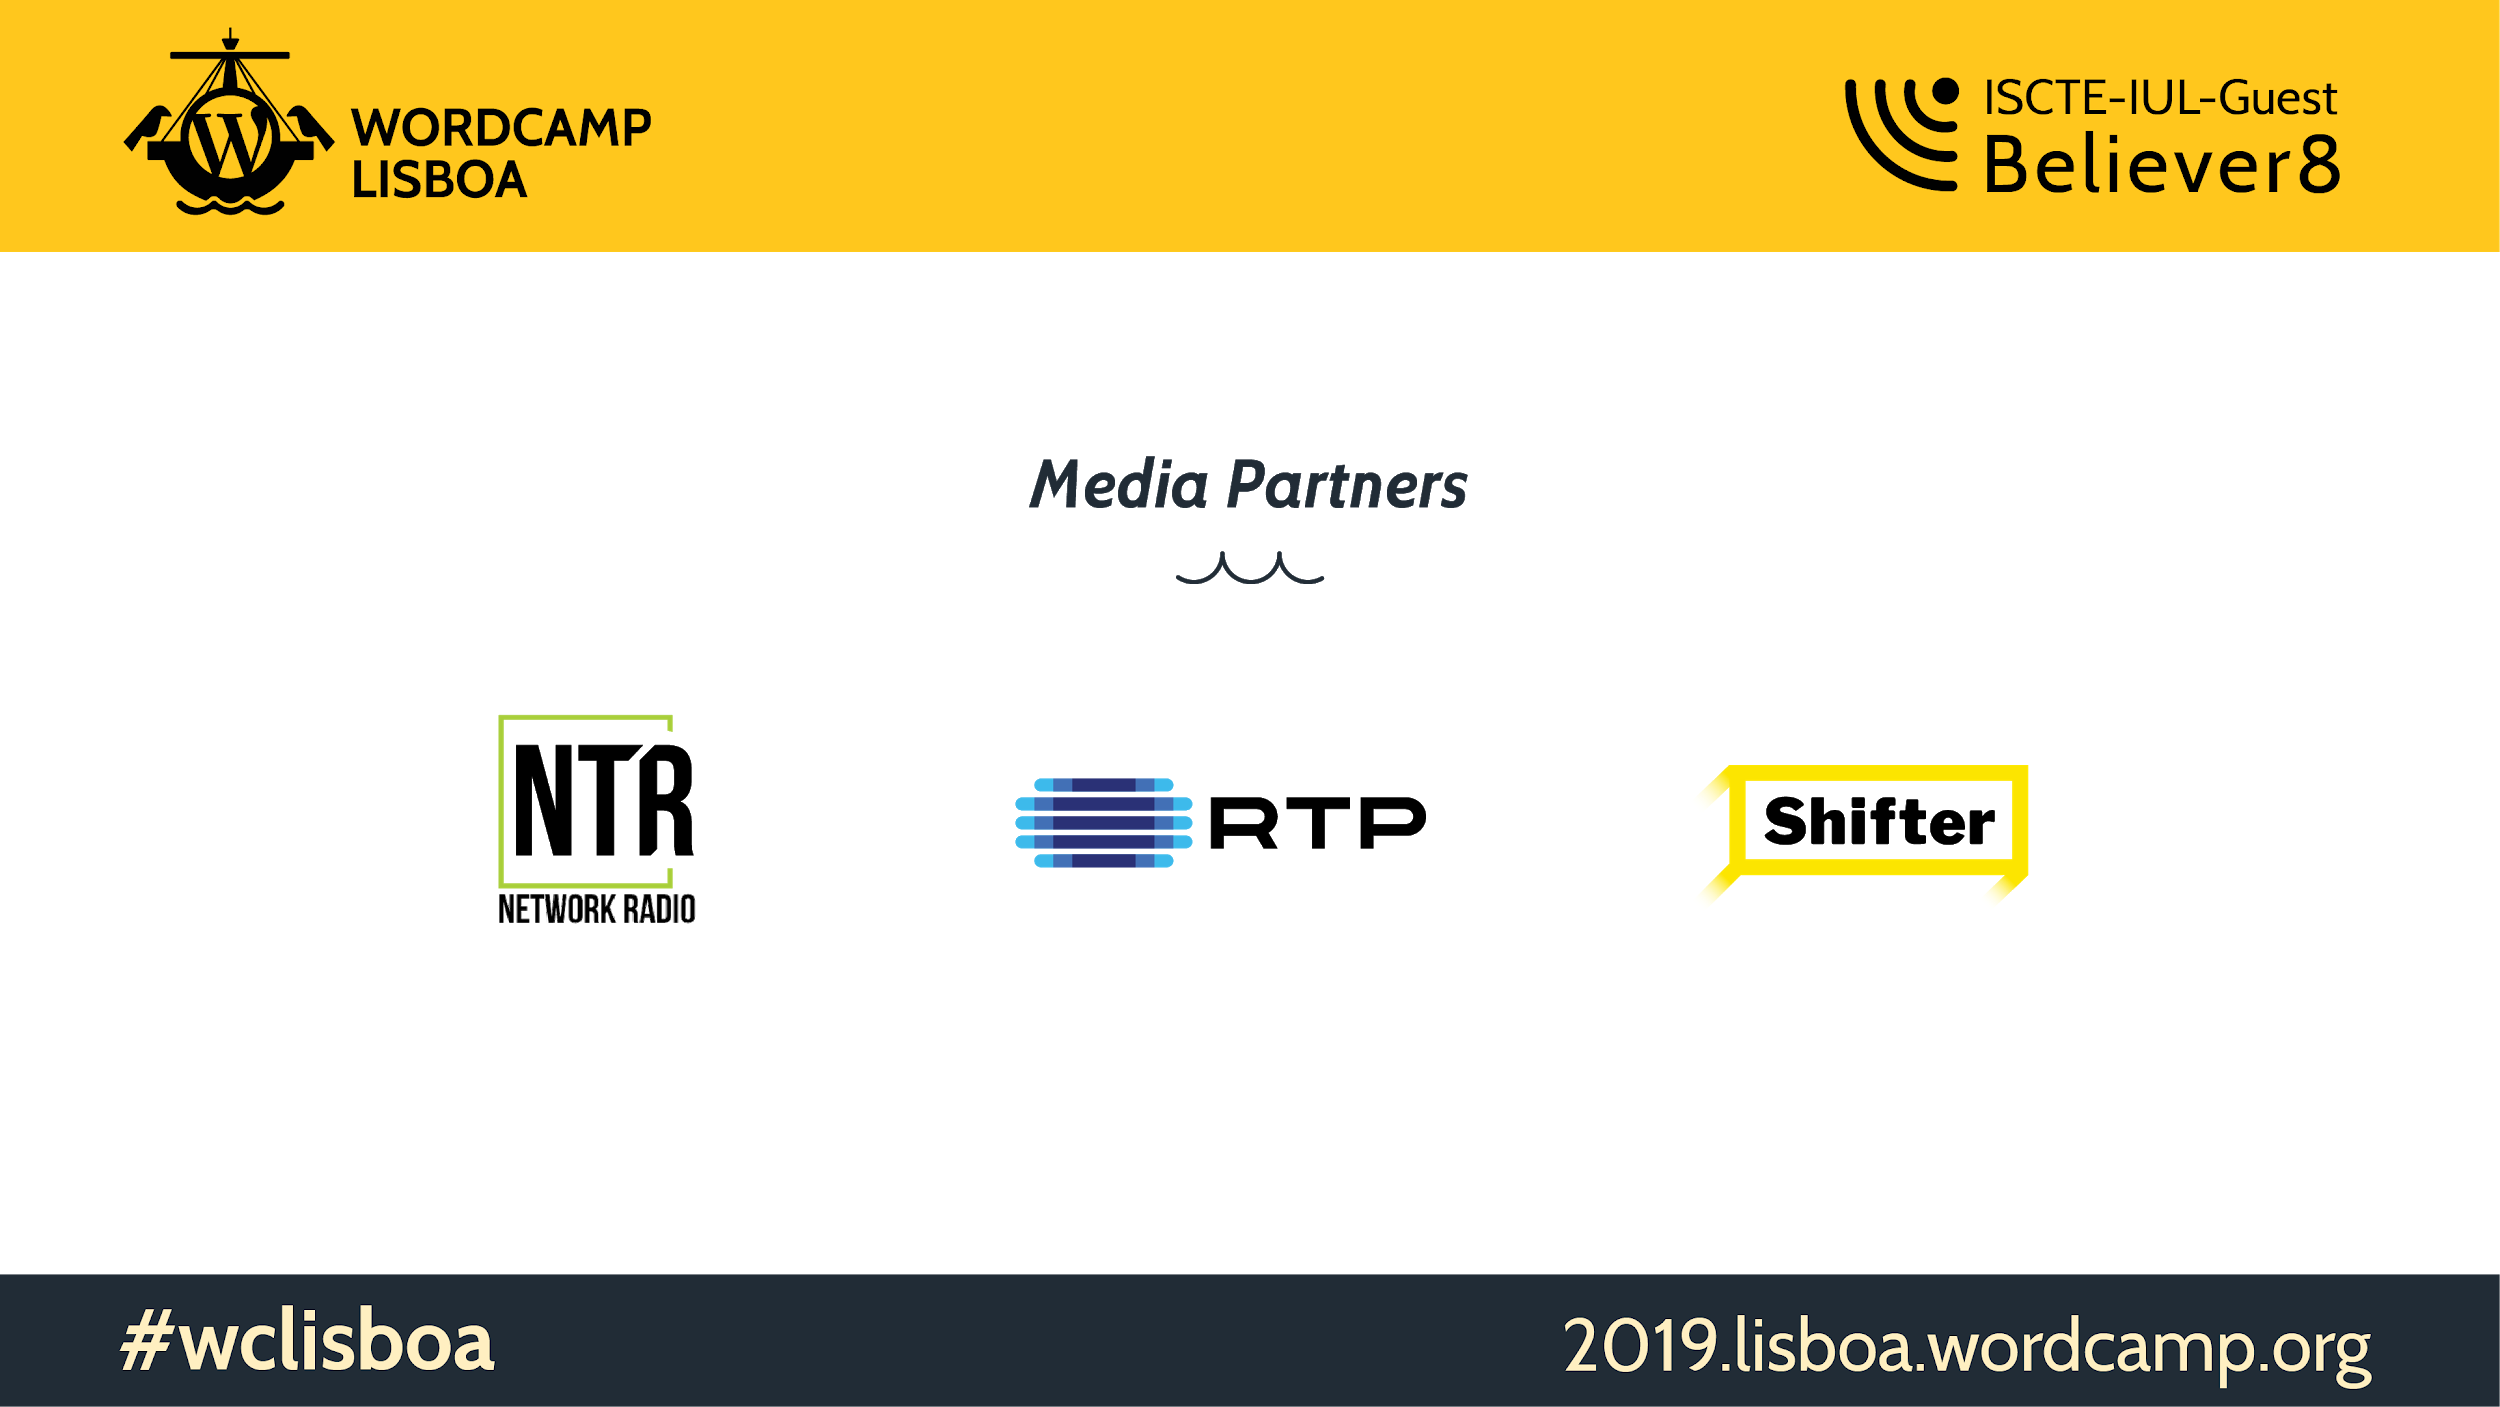 WORDCAMP
LISBOA
ISCTE-IUL-Guest
Believer8
Media Partners
NTR
NETWORK RADIO
RTP
Shifter
#wclisboa
2019.lisboa.wordcamp.org